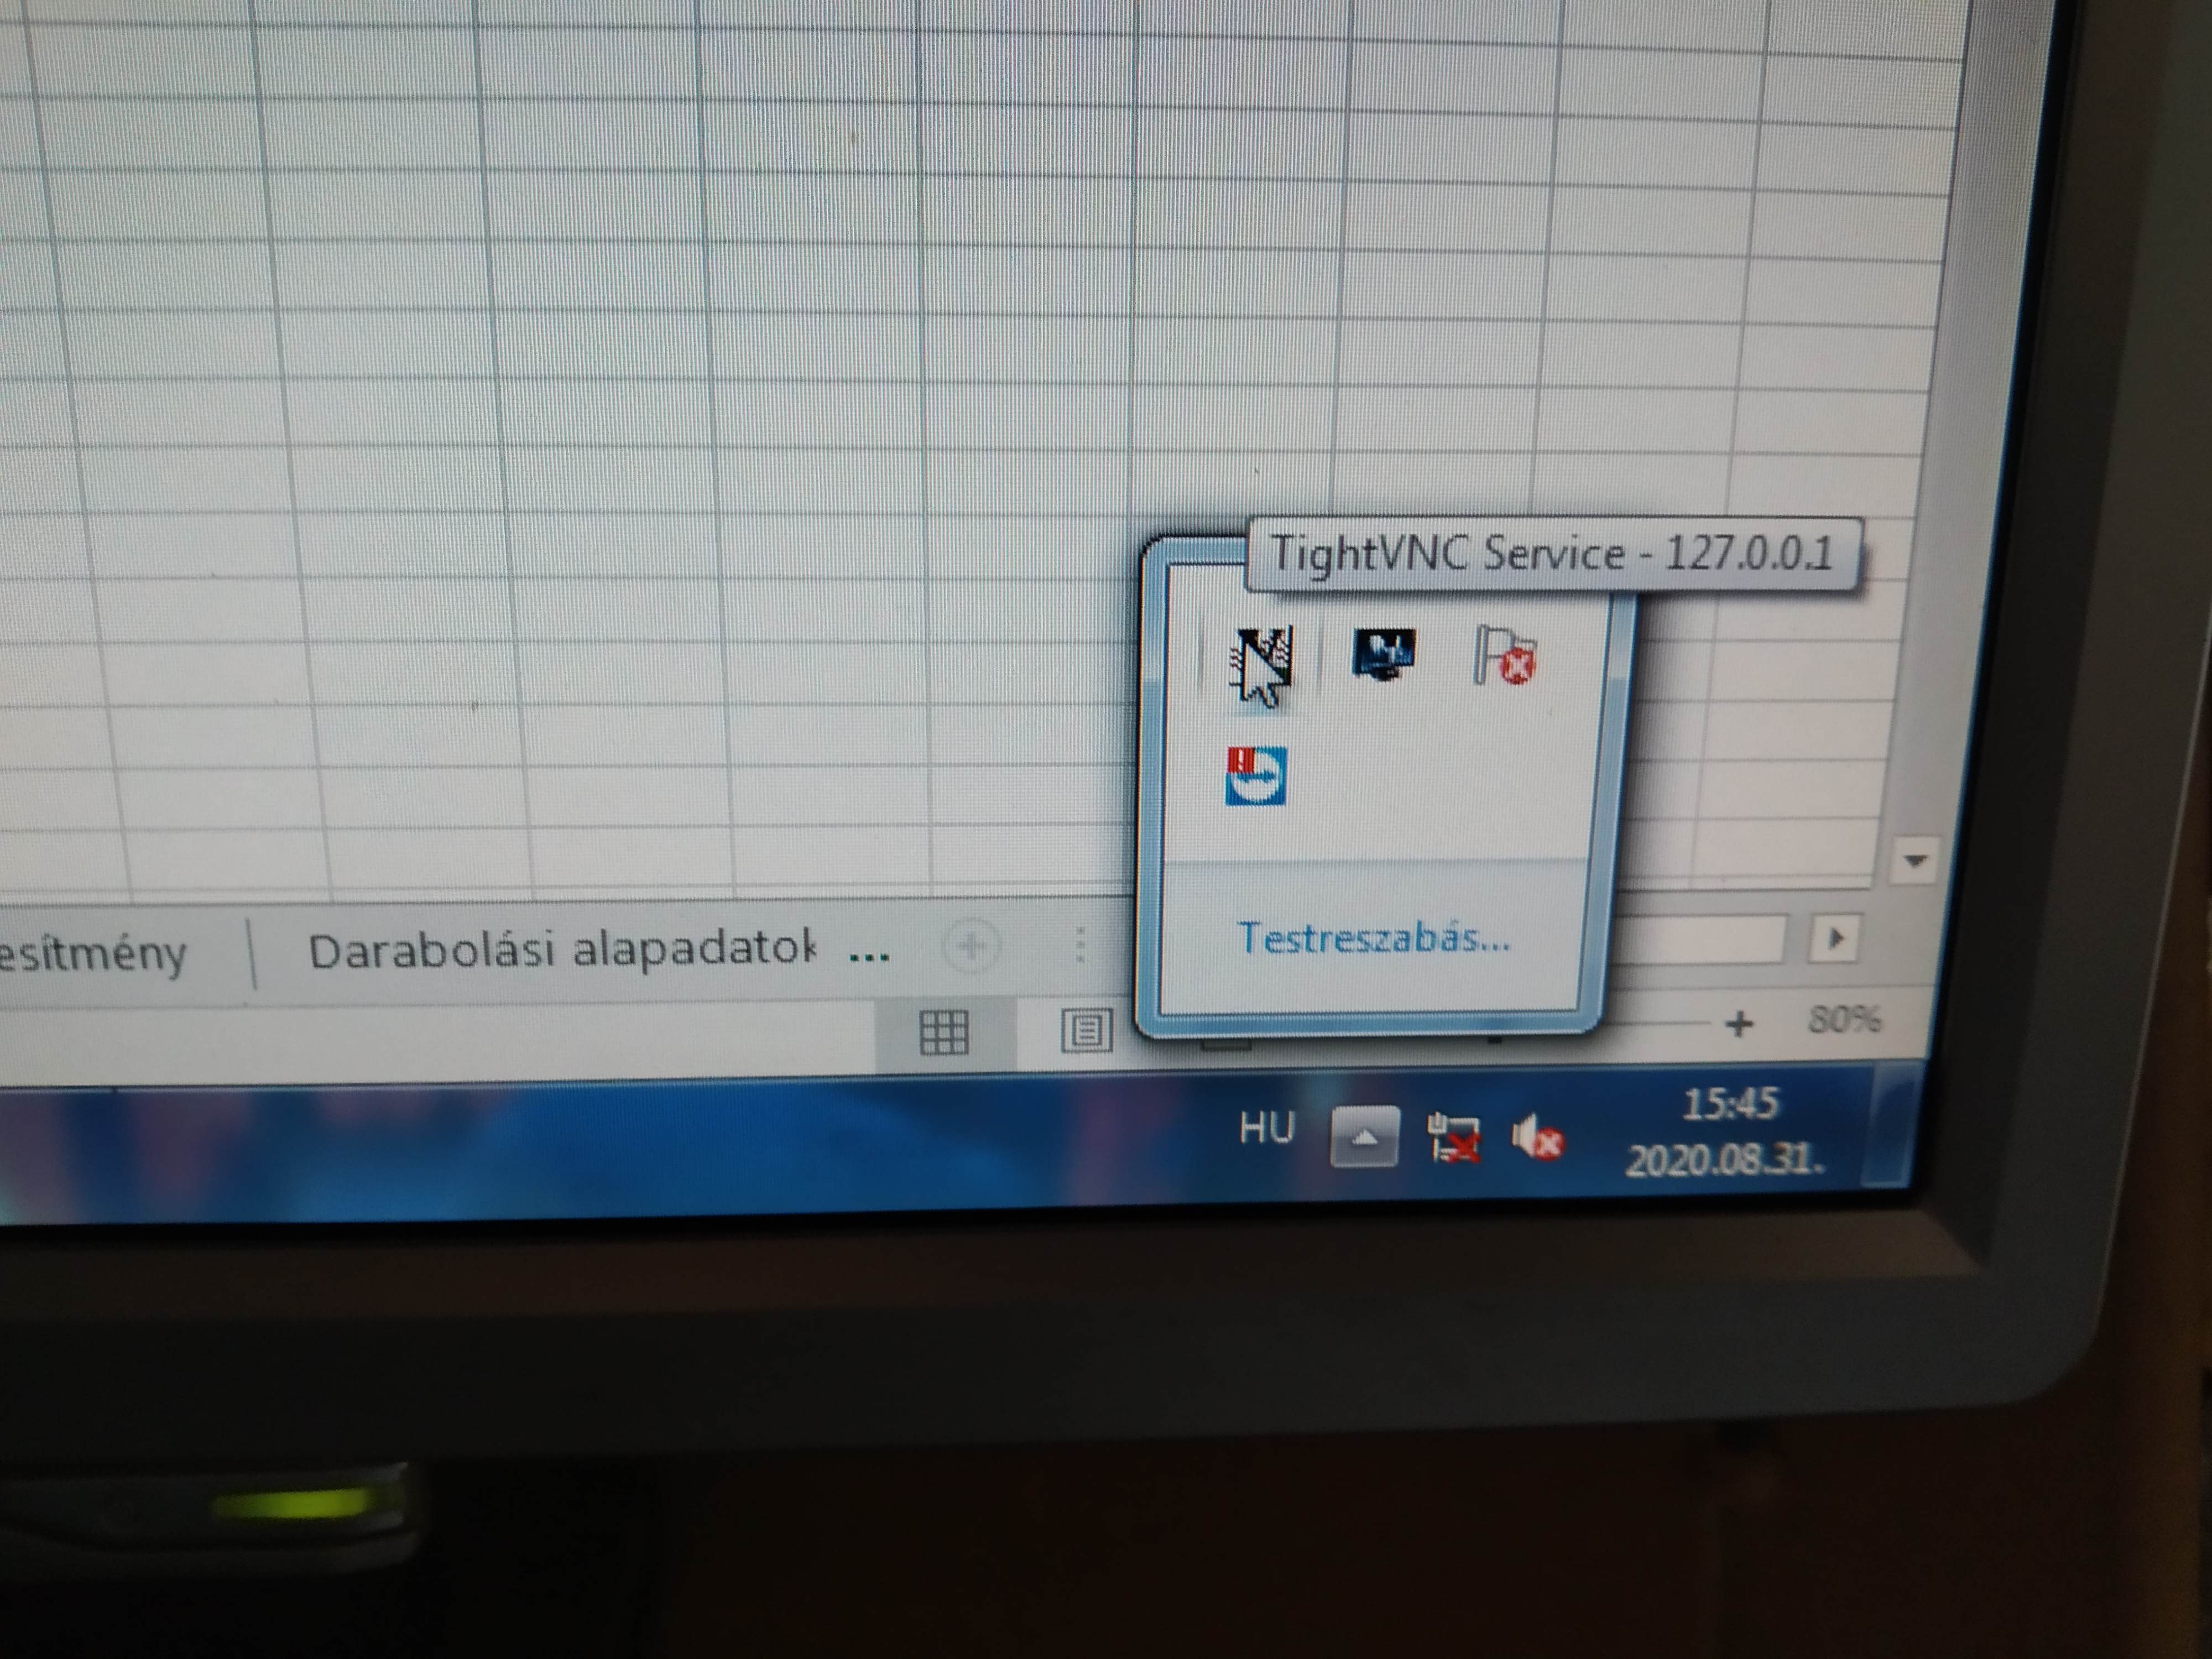 TightVNC Service - 127.0.0.1
Testreszabás...
esítmény
Darabolási alapadatok ...
80%
HU
15:45
2020.08.31.